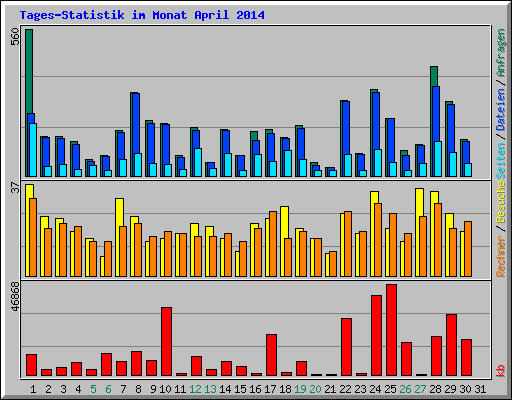 Tages-Statistik im Monat April 2014
560
37
46868
Rechner / Besuche Seiten / Dateien / Anfragen
kb
1 2 3 4 5 6 7 8 9 10 11 12 13 14 15 16 17 18 19 20 21 22 23 24 25 26 27 28 29 30 31